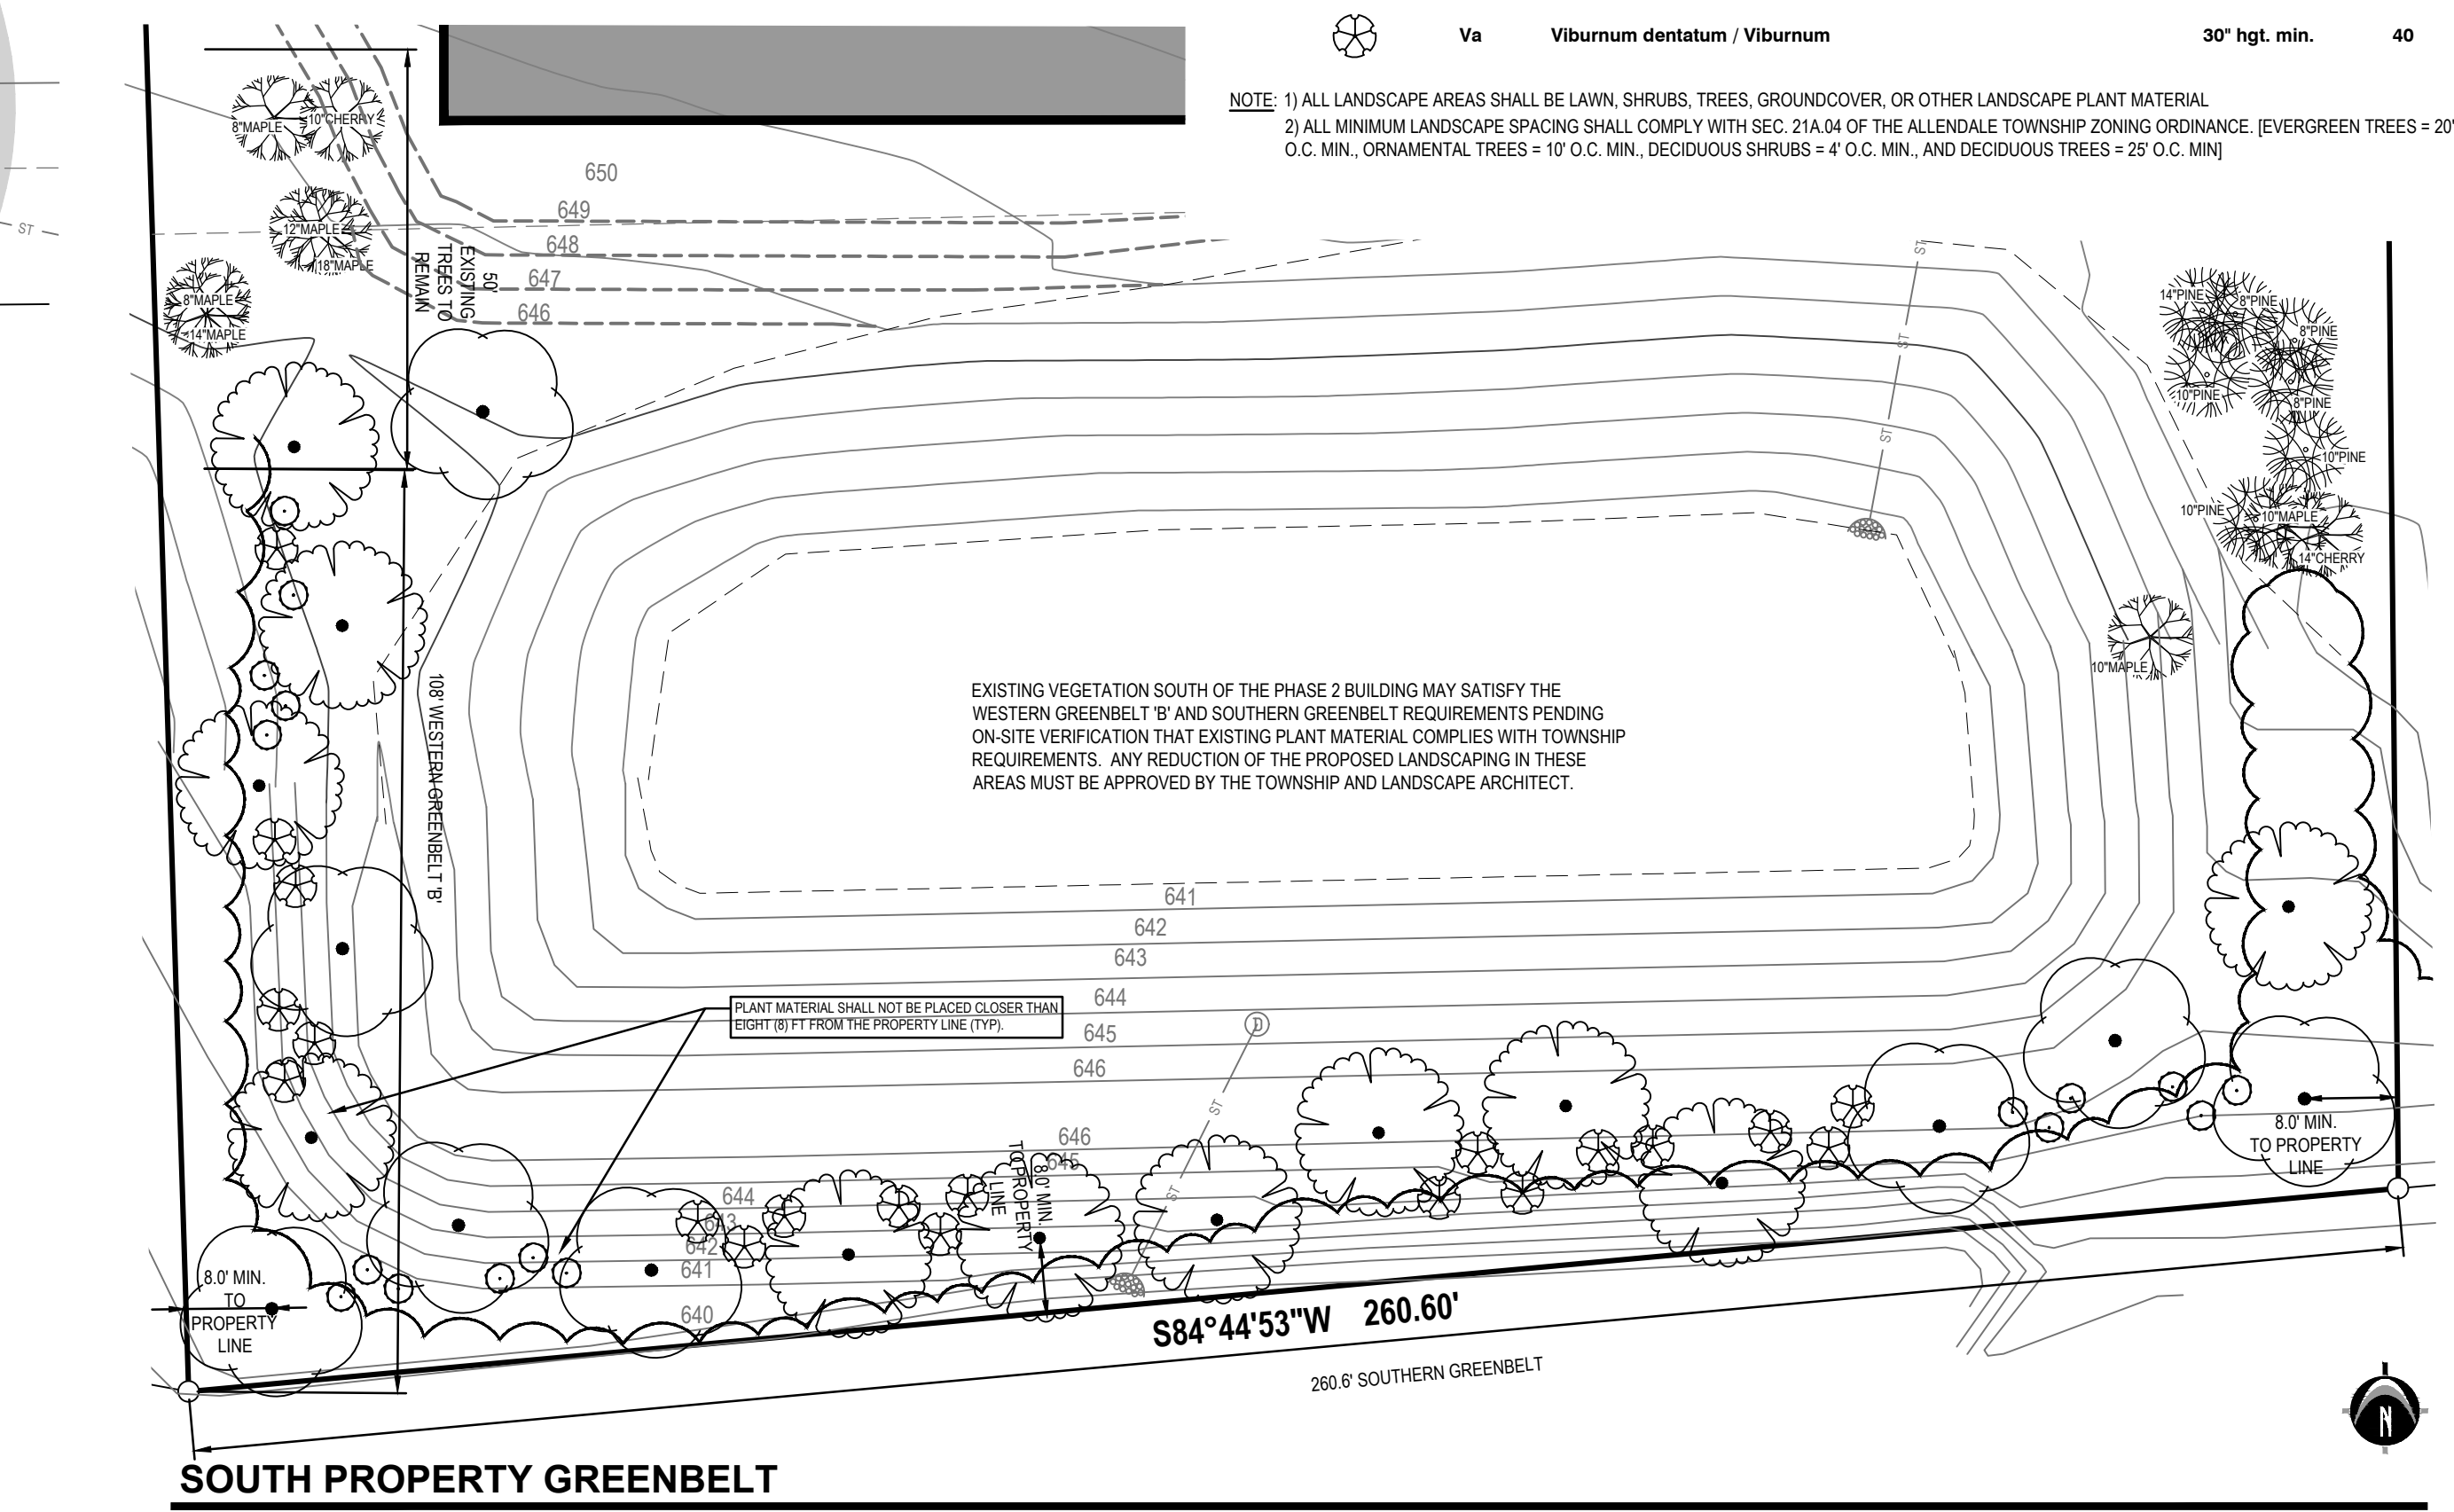 Va Viburnum dentatum / Viburnum 30" hgt. min. 40
NOTE: 1) ALL LANDSCAPE AREAS SHALL BE LAWN, SHRUBS, TREES, GROUNDCOVER, OR OTHER LANDSCAPE PLANT MATERIAL
2) ALL MINIMUM LANDSCAPE SPACING SHALL COMPLY WITH SEC. 21A.04 OF THE ALLENDALE TOWNSHIP ZONING ORDINANCE. [EVERGREEN TREES = 20'
O.C. MIN., ORNAMENTAL TREES = 10' O.C. MIN., DECIDUOUS SHRUBS = 4' O.C. MIN., AND DECIDUOUS TREES = 25' O.C. MIN]
8"MAPLE
10"CHERRY
ST
12"MAPLE
18"MAPLE
8"MAPLE
14"MAPLE
50'
EXISTING
TREES TO
REMAIN
650
649
648
647
646
ST
ST
ST
14"PINE
8"PINE
8"PINE
10"PINE
8"PINE
10"PINE
10"PINE
10"MAPLE
14"CHERRY
10"MAPLE
108' WESTERN GREENBELT 'B'
EXISTING VEGETATION SOUTH OF THE PHASE 2 BUILDING MAY SATISFY THE
WESTERN GREENBELT 'B' AND SOUTHERN GREENBELT REQUIREMENTS PENDING
ON-SITE VERIFICATION THAT EXISTING PLANT MATERIAL COMPLIES WITH TOWNSHIP
REQUIREMENTS. ANY REDUCTION OF THE PROPOSED LANDSCAPING IN THESE
AREAS MUST BE APPROVED BY THE TOWNSHIP AND LANDSCAPE ARCHITECT.
641
642
643
644
645
646
PLANT MATERIAL SHALL NOT BE PLACED CLOSER THAN
EIGHT (8) FT FROM THE PROPERTY LINE (TYP).
D
ST
ST
646
645
644
643
642
641
640
8.0' MIN.
TO PROPERTY
LINE
8.0' MIN.
TO PROPERTY
LINE
8.0' MIN.
TO
PROPERTY
LINE
S84°44'53"W 260.60'
260.6' SOUTHERN GREENBELT
N
SOUTH PROPERTY GREENBELT